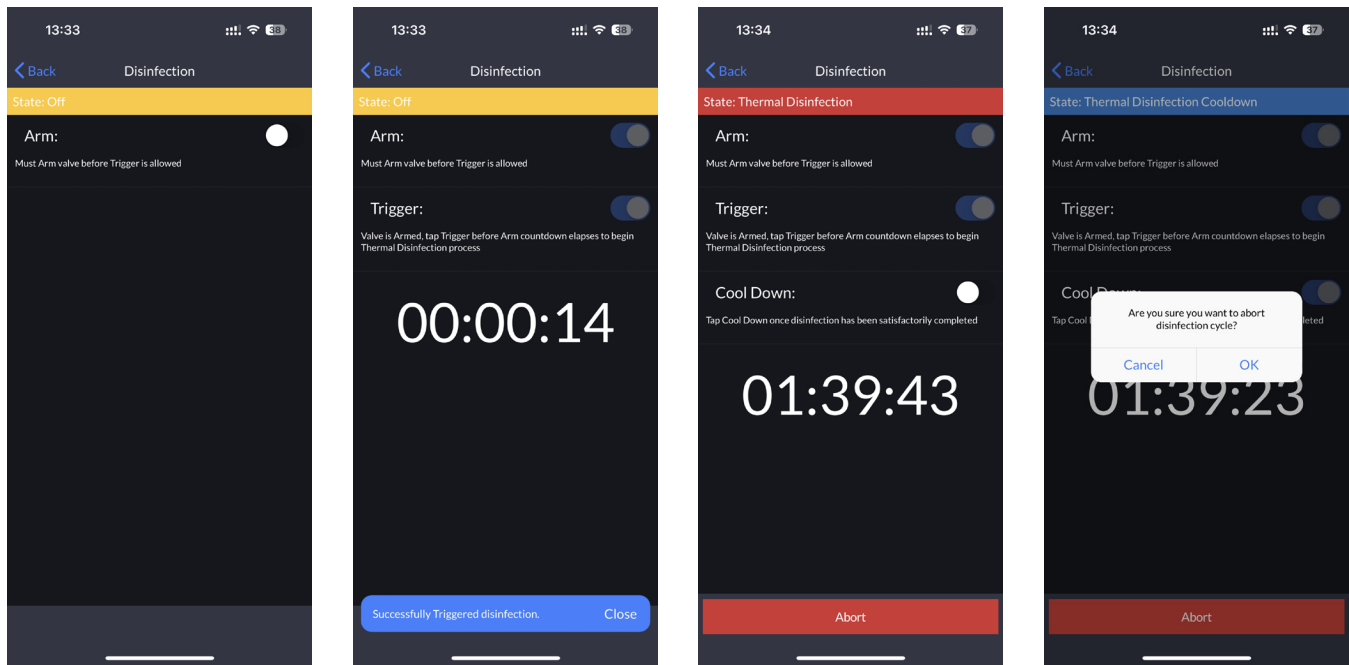 13:33
38
Back
Disinfection
State: Off
Arm:
Must Arm valve before Trigger is allowed
13:33
38
Back
Disinfection
State: Off
Arm:
Must Arm valve before Trigger is allowed
Trigger:
Valve is Armed, tap Trigger before Arm countdown elapses to begin
Thermal Disinfection process
00:00:14
Successfully Triggered disinfection.
Close
13:34
37
Back
Disinfection
State: Thermal Disinfection
Arm:
Must Arm valve before Trigger is allowed
Trigger:
Valve is Armed, tap Trigger before Arm countdown elapses to begin
Thermal Disinfection process
Cool Down:
Tap Cool Down once disinfection has been satisfactorily completed
01:39:43
Abort
13:34
37
Back
Disinfection
State: Thermal Disinfection Cooldown
Arm:
Must Arm valve before Trigger is allowed
Trigger:
Valve is Armed, tap Trigger before Arm countdown elapses to begin
Thermal Disinfection process
Cool
Tap Cool
Are you sure you want to abort
disinfection cycle?
Cancel
OK
01:39:23
Abort